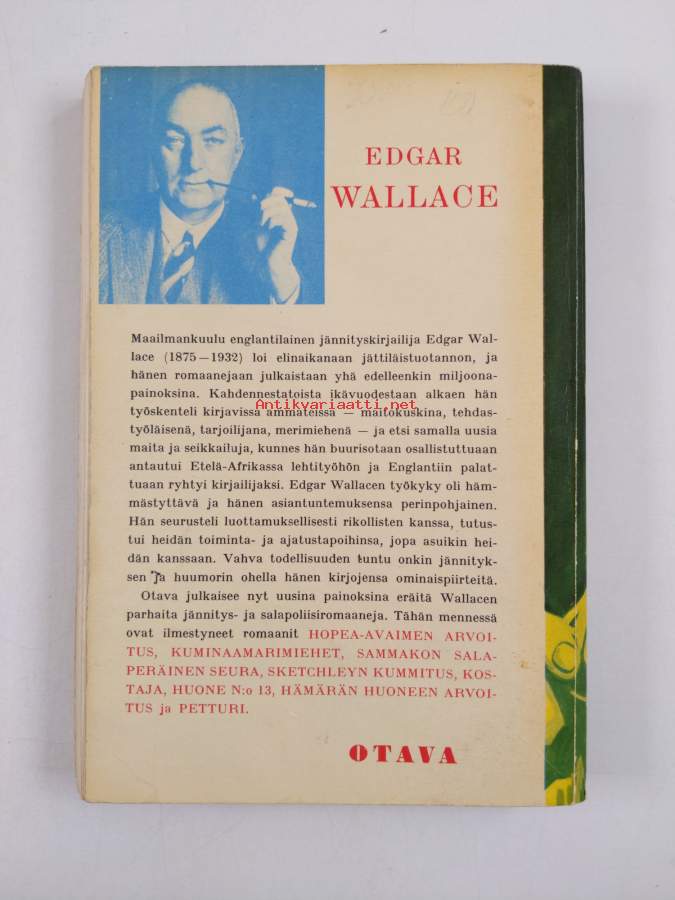 EDGAR
WALLACE
Maailmankuulu englantilainen jännityskirjailija Edgar Wal-
lace (1875—1932) loi elinaikanaan jättiläistuotannon, ja
hänen romaanejaan julkaistaan yhä edelleenkin miljoona-
painoksina. Kahdennestatoista ikävuodestaan alkaen hän
Antikvariaatti.net
työskenteli kirjavissa ammateissa — maitokuskina, tehdas-
työläisenä, tarjoilijana, merimiehenä — ja etsi samalla uusia
maita ja seikkailuja, kunnes hän buurisotaan osallistuttuaan
antautui Etelä-Afrikassa lehtityöhön ja Englantiin palat-
tuaan ryhtyi kirjailijaksi. Edgar Wallacen työkyky oli häm-
mästyttävä ja hänen asiantuntemuksensa perinpohjainen.
Hän seurusteli luottamuksellisesti rikollisten kanssa, tutus-
tui heidän toiminta- ja ajatustapoihinsa, jopa asuikin hei-
dän kanssaan. Vahva todellisuuden tuntu onkin jännityk-
sen ja huumorin ohella hänen kirjojensa ominaispiirteitä.
Otava julkaisee nyt uusina painoksina eräitä Wallacen
parhaita jännitys- ja salapoliisiromaaneja. Tähän mennessä
ovat ilmestyneet romaanit HOPEA-AVAIMEN ARVOI-
TUS, KUMINAAMARIMIEHET, SAMMAKON SALA-
PERÄINEN SEURA, SKETCHLEYN KUMMITUS, KOS-
TAJA, HUONE N:o 13, HÄMÄRÄN HUONEEN ARVOI-
TUS ja PETTURI.
OTAVA